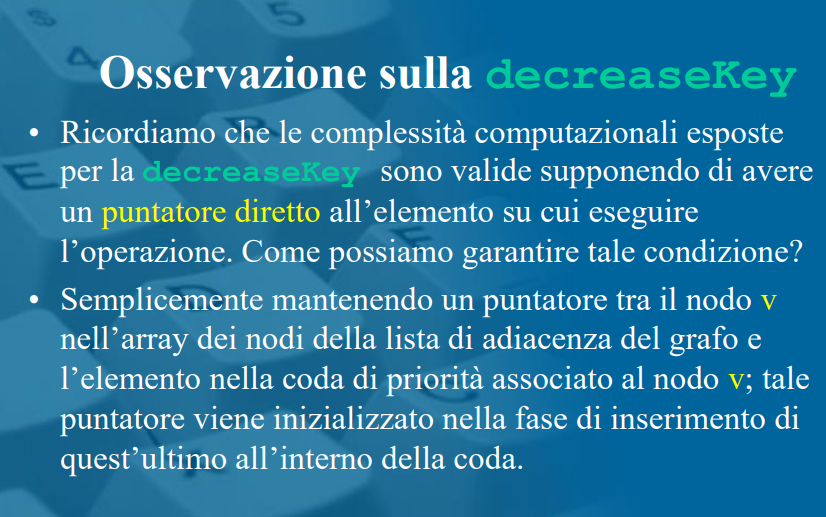 Osservazione sulla decreaseKey
• Ricordiamo che le complessità computazionali esposte
per la decreaseKey sono valide supponendo di avere
un puntatore diretto all’elemento su cui eseguire
l’operazione. Come possiamo garantire tale condizione?
• Semplicemente mantenendo un puntatore tra il nodo v
nell’array dei nodi della lista di adiacenza del grafo e
l’elemento nella coda di priorità associato al nodo v; tale
puntatore viene inizializzato nella fase di inserimento di
quest’ultimo all’interno della coda.